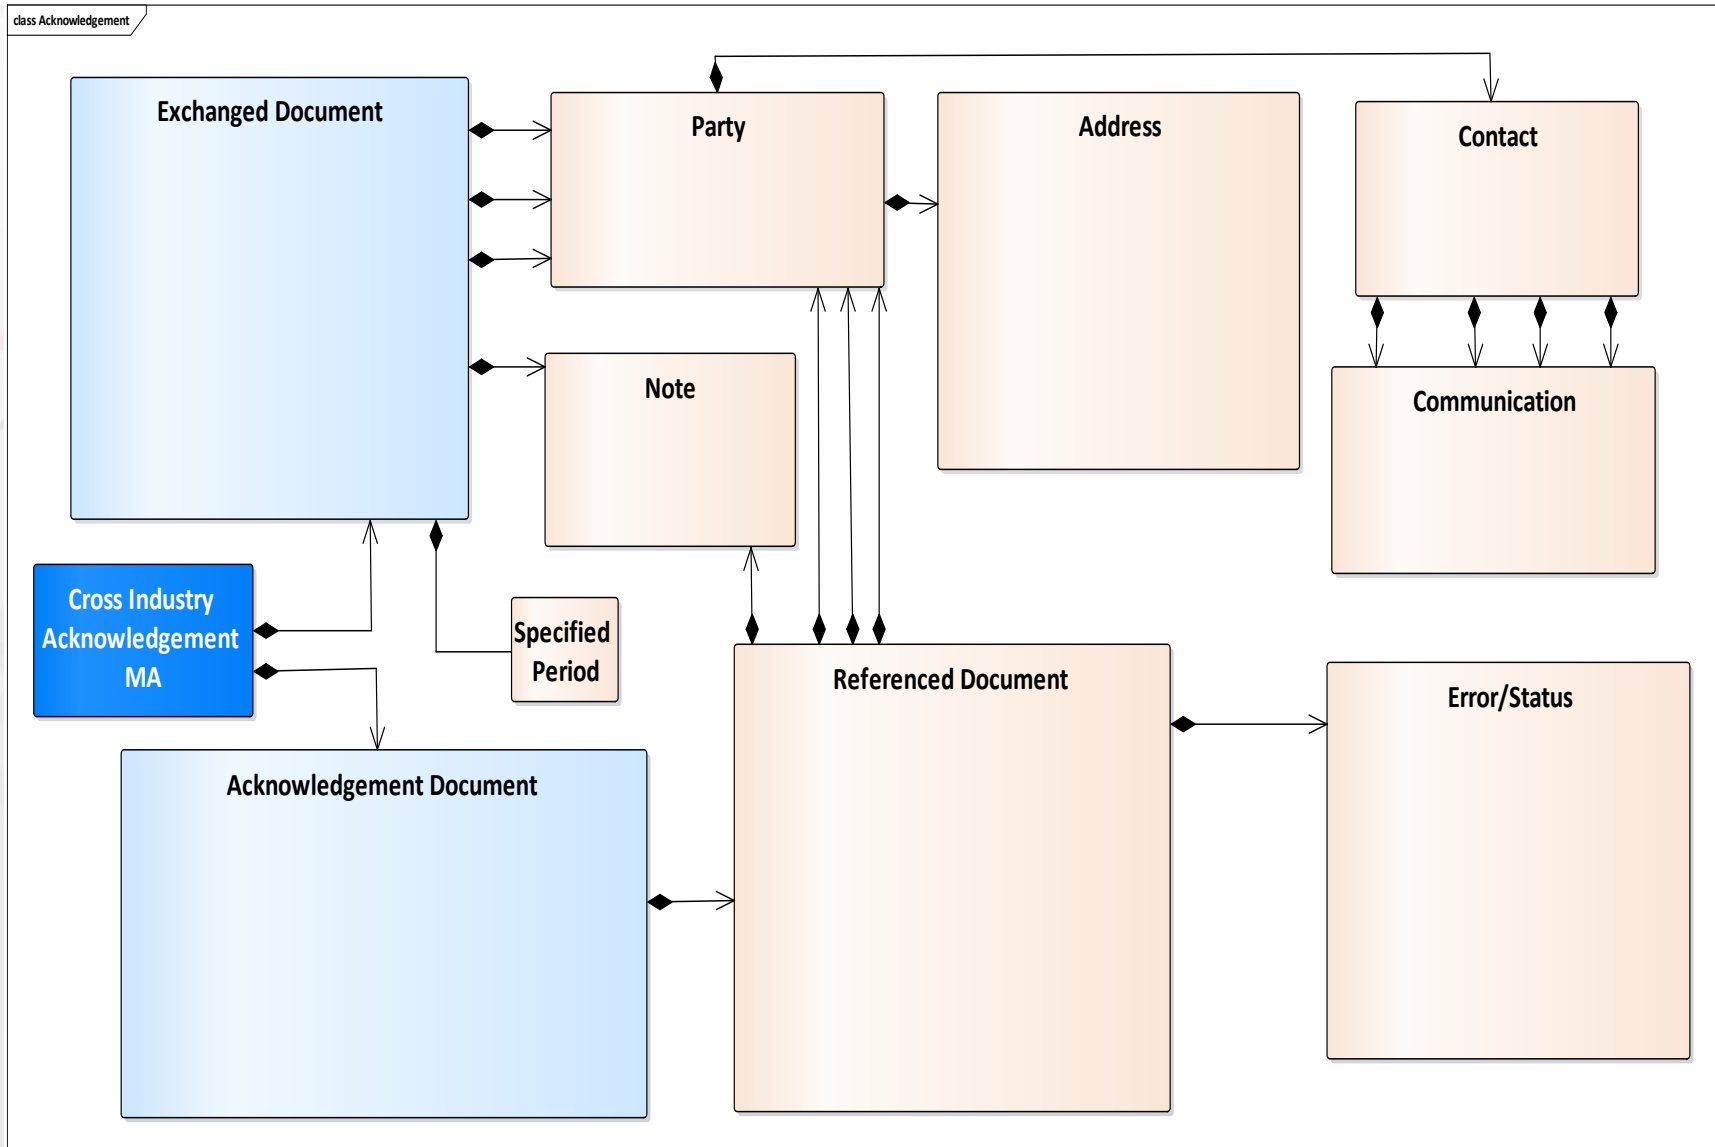 class Acknowledgement
Exchanged Document
Party
Address
Contact
Note
Communication
Cross Industry
Acknowledgement
MA
Specified
Period
Referenced Document
Error/Status
Acknowledgement Document